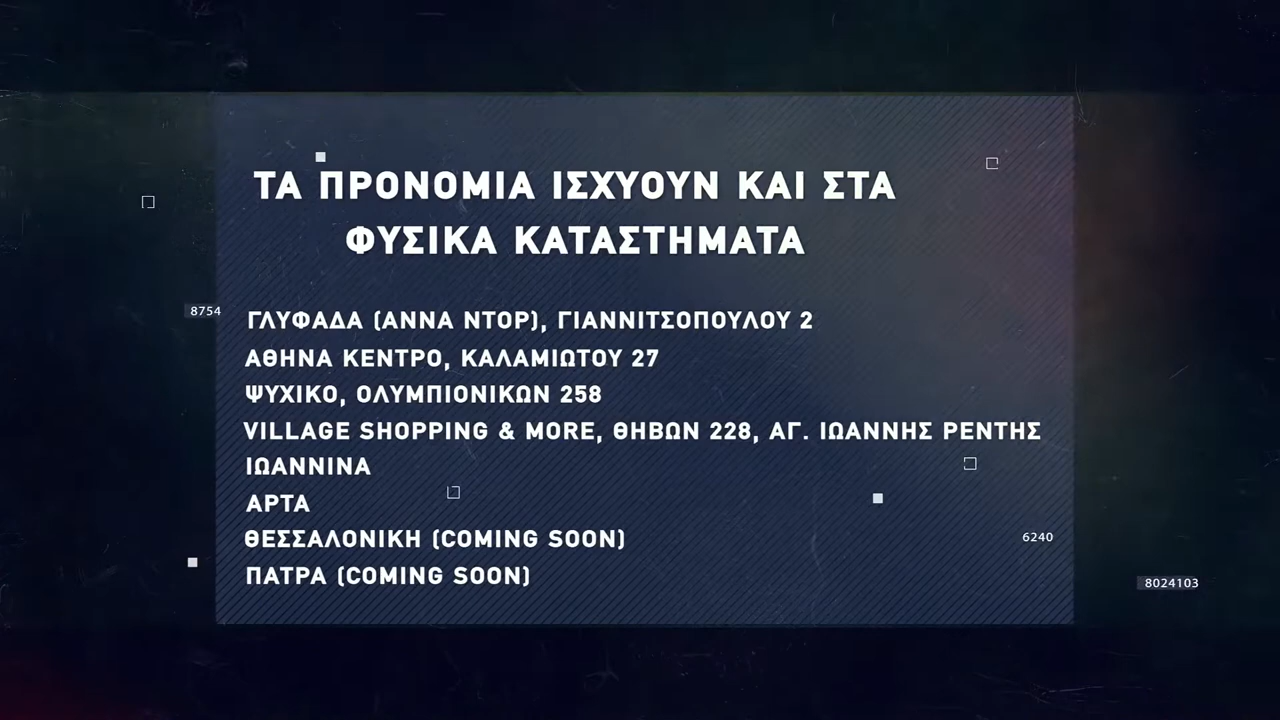 ΤΑ ΠΡΟΝΟΜΙΑ ΙΣΧΥΟΥΝ ΚΑΙ ΣΤΑ
ΦΥΣΙΚΑ ΚΑΤΑΣΤΗΜΑΤΑ
8754
ΓΛΥΦΑΔΑ (ΑΝΝΑ ΝΤΟΡ), ΓΙΑΝΝΙΤΣΟΠΟΥΛΟΥ 2
ΑΘΗΝΑ ΚΕΝΤΡΟ, ΚΑΛΑΜΙΩΤΟΥ 27
ΨΥΧΙΚΟ, ΟΛΥΜΠΙΟΝΙΚΩΝ 258
VILLAGE SHOPPING & MORE, ΘΗΒΩΝ 228, ΑΓ. ΙΩΑΝΝΗΣ ΡΕΝΤΗΣ
ΙΩΑΝΝΙΝΑ
ΑΡΤΑ
ΘΕΣΣΑΛΟΝΙΚΗ (COMING SOON)
6240
ΠΑΤΡΑ (COMING SOON)
8024103